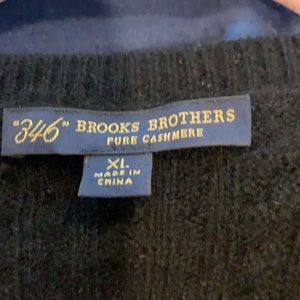 "346" BROOKS BROTHERS
PURE CASHMERE
XL
MADE IN
CHINA